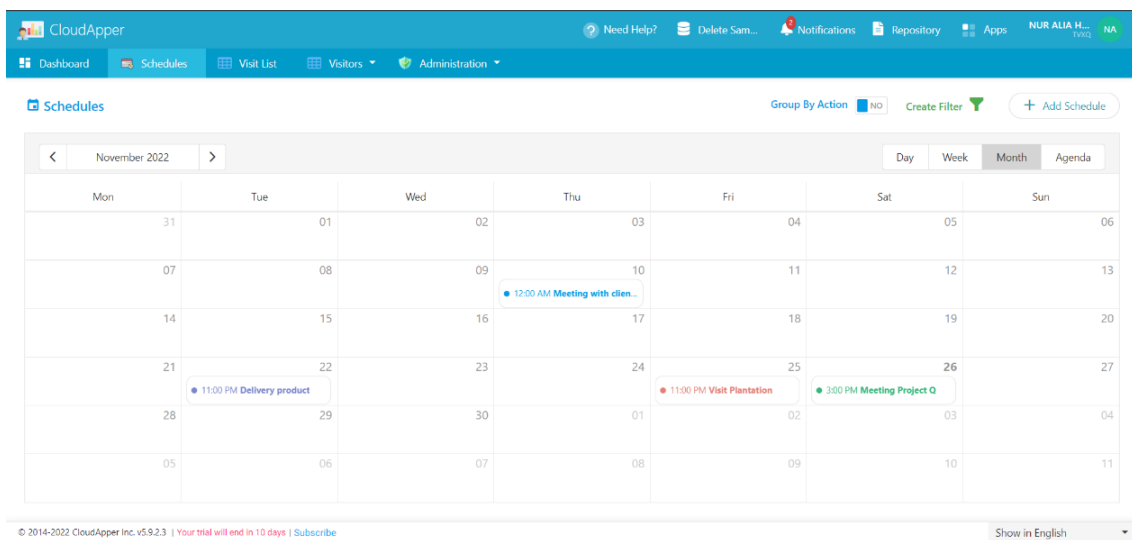 CloudApper
Need Help? Delete Sam... 2 Notifications Repository Apps NUR ALIA H... TVXQ NA
Dashboard Schedules Visit List Visitors Administration
Schedules Group By Action NO Create Filter + Add Schedule
< November 2022 > Day Week Month Agenda
Mon Tue Wed Thu Fri Sat Sun
31 01 02 03 04 05 06
07 08 09 10 11 12 13
12:00 AM Meeting with clien...
14 15 16 17 18 19 20
21 22 23 24 25 26 27
11:00 PM Delivery product 11:00 PM Visit Plantation 3:00 PM Meeting Project Q
28 29 30 01 02 03 04
05 06 07 08 09 10 11
© 2014-2022 CloudApper Inc. v5.9.2.3 | Your trial will end in 10 days | Subscribe Show in English